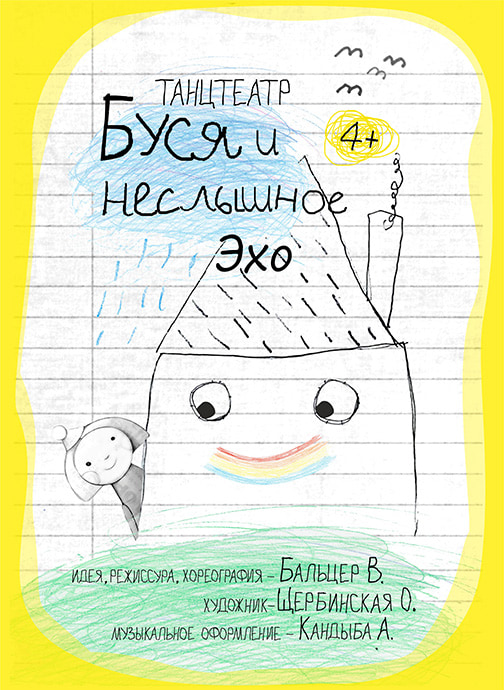 ТАНЦТЕАТР
БУСЯ И
НЕСЛЫШНОЕ
ЭХО
4+
ИДЕЯ, РЕЖИССУРА, ХОРЕОГРАФИЯ – БАЛЬЦЕР В.
ХУДОЖНИК – ЩЕРБИНСКАЯ О.
МУЗЫКАЛЬНОЕ ОФОРМЛЕНИЕ – КАНДЫБА А.